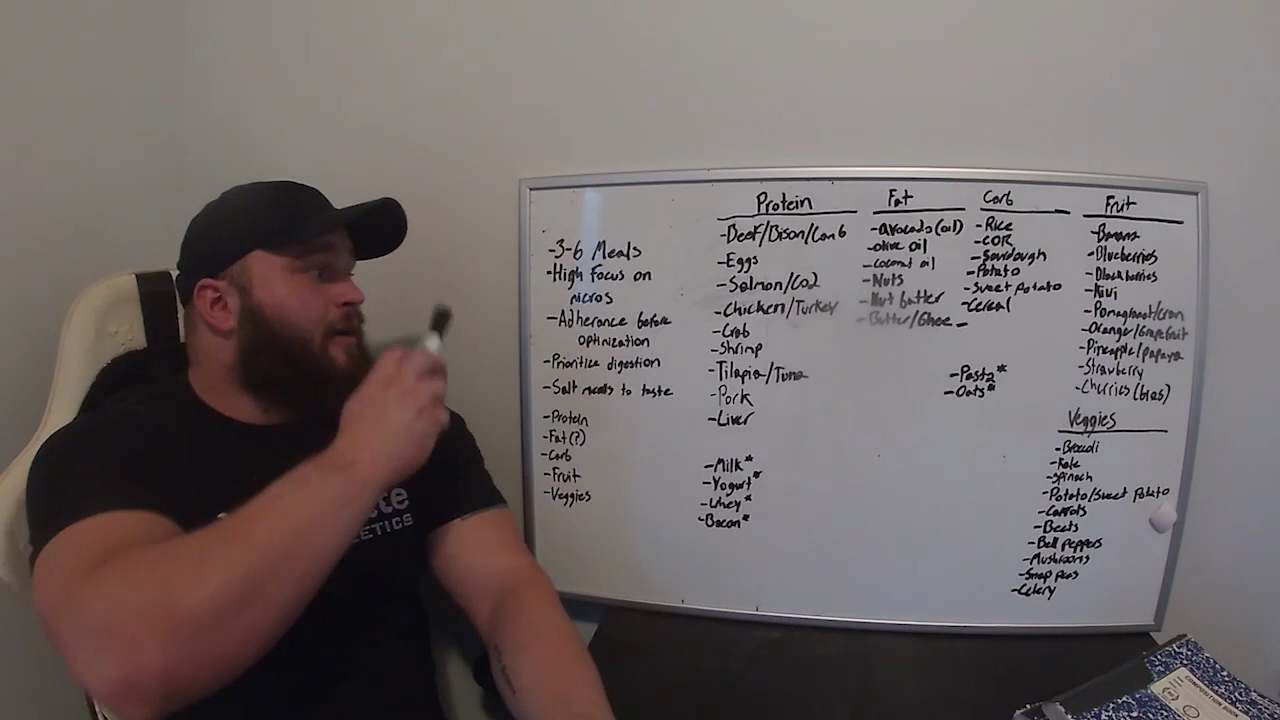 -3-6 Meals
-High Focus on
micros
-Adherance before
optimization
-Prioritize digestion
-Salt meals to taste
-Protein
-Fat(?)
-Carb
-Fruit
-Veggies
Protein
-Beef/Bison/Lamb
-Eggs
-Salmon/Cod
-Chicken/Turkey
-Crab
-Shrimp
-Tilapia/Tuna
-Pork
-Liver
-Milk*
-Yogurt*
-Whey*
-Bacon*
Fat
-Avocado (oil)
-olive oil
-coconut oil
-Nuts
-Nut butter
-Butter/Ghee
Carb
-Rice
-COR
-Sourdough
-Potato
-Sweet potato
-Cereal
-Pasta*
-Oats*
Fruit
-Banana
-Blueberries
-Blackberries
-Kiwi
-Pomagranat/cran
-Orange/Grapefruit
-Pineapple/papaya
-Strawberry
-Cherries (bias)
Veggies
-Broccoli
-Kale
-Spinach
-Potato/Sweet Potato
-Carrots
-Beets
-Bell peppers
-Mushrooms
-Snap peas
-Celery
COMPOSITION